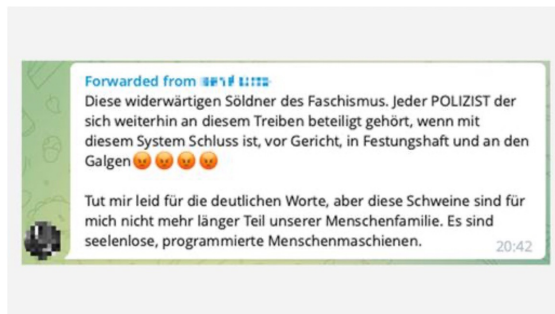 Forwarded from
Diese widerwärtigen Söldner des Faschismus. Jeder POLIZIST der
sich weiterhin an diesem Treiben beteiligt gehört, wenn mit
diesem System Schluss ist, vor Gericht, in Festungshaft und an den
Galgen😡😡😡😡
Tut mir leid für die deutlichen Worte, aber diese Schweine sind für
mich nicht mehr länger Teil unserer Menschenfamilie. Es sind
seelenlose, programmierte Menschenmaschienen.
20:42